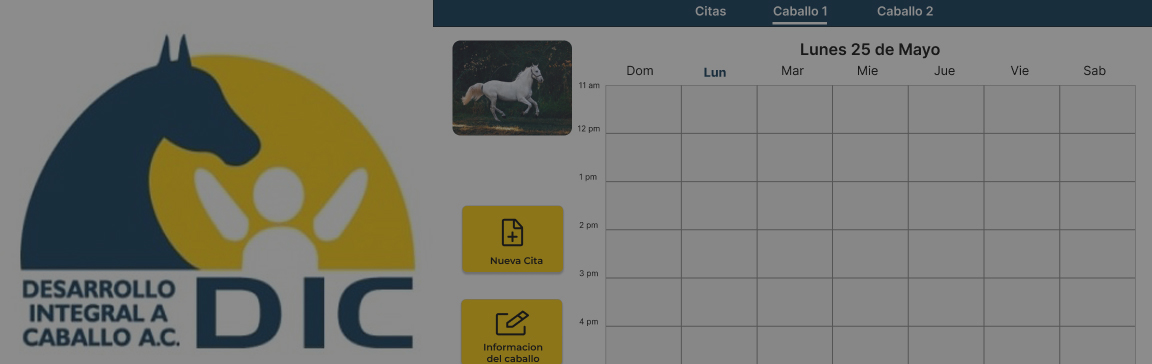 DESARROLLO
INTEGRAL A
CABALLO A.C.
DIC
Citas Caballo 1 Caballo 2
Lunes 25 de Mayo
Dom Lun Mar Mie Jue Vie Sab
11 am
12 pm
1 pm
2 pm
3 pm
4 pm
Nueva Cita
Informacion
del caballo